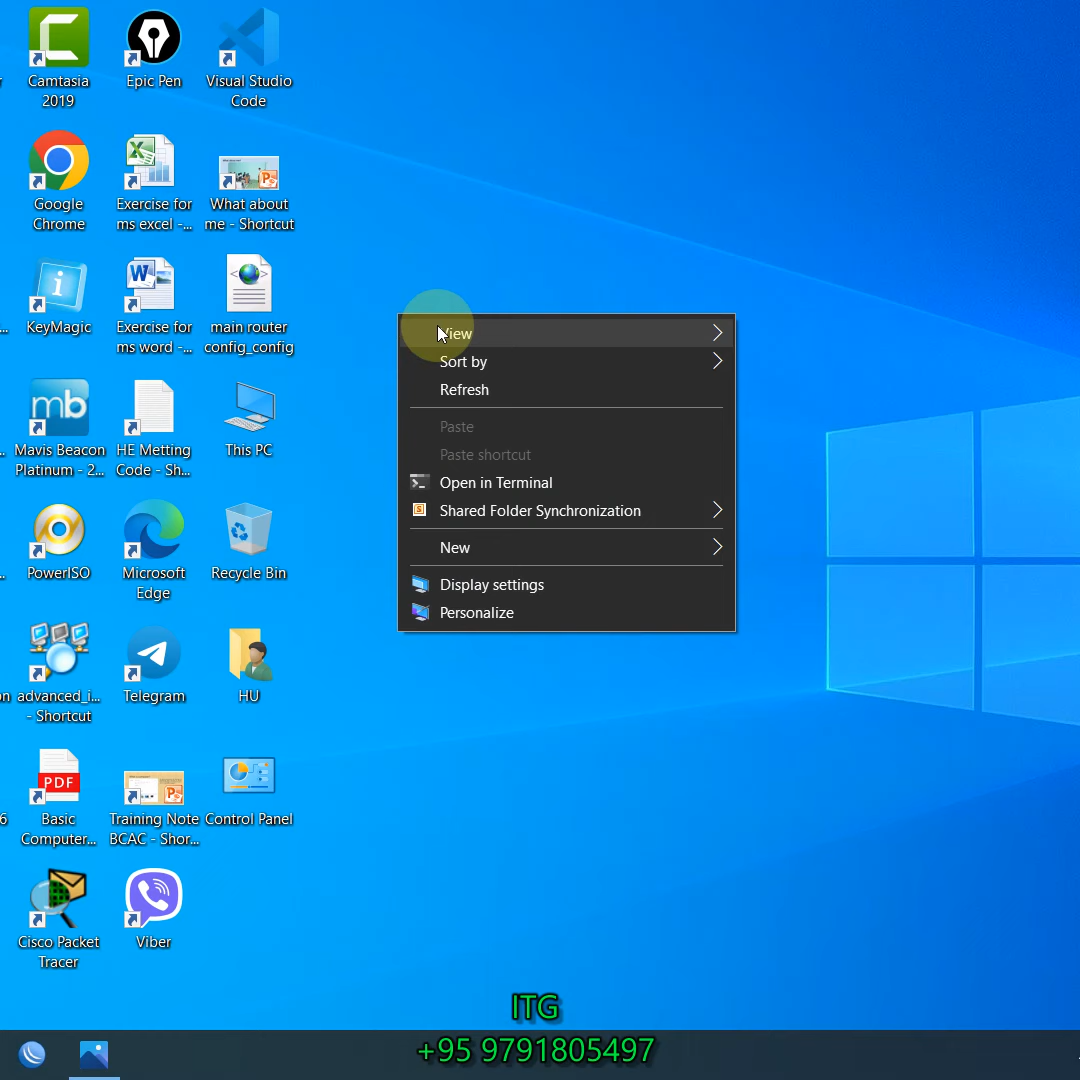 Camtasia
2019
Epic Pen
Visual Studio
Code
Google
Chrome
Exercise for
ms excel -...
What about
me - Shortcut
KeyMagic
Exercise for
ms word -...
main router
config_config
Mavis Beacon
Platinum - 2...
HE Metting
Code - Sh...
This PC
PowerISO
Microsoft
Edge
Recycle Bin
advanced_i...
- Shortcut
Telegram
HU
PDF
Basic
Computer...
Training Note
BCAC - Shor...
Control Panel
Cisco Packet
Tracer
Viber
View
Sort by
Refresh
Paste
Paste shortcut
Open in Terminal
Shared Folder Synchronization
New
Display settings
Personalize
ITG
+95 9791805497